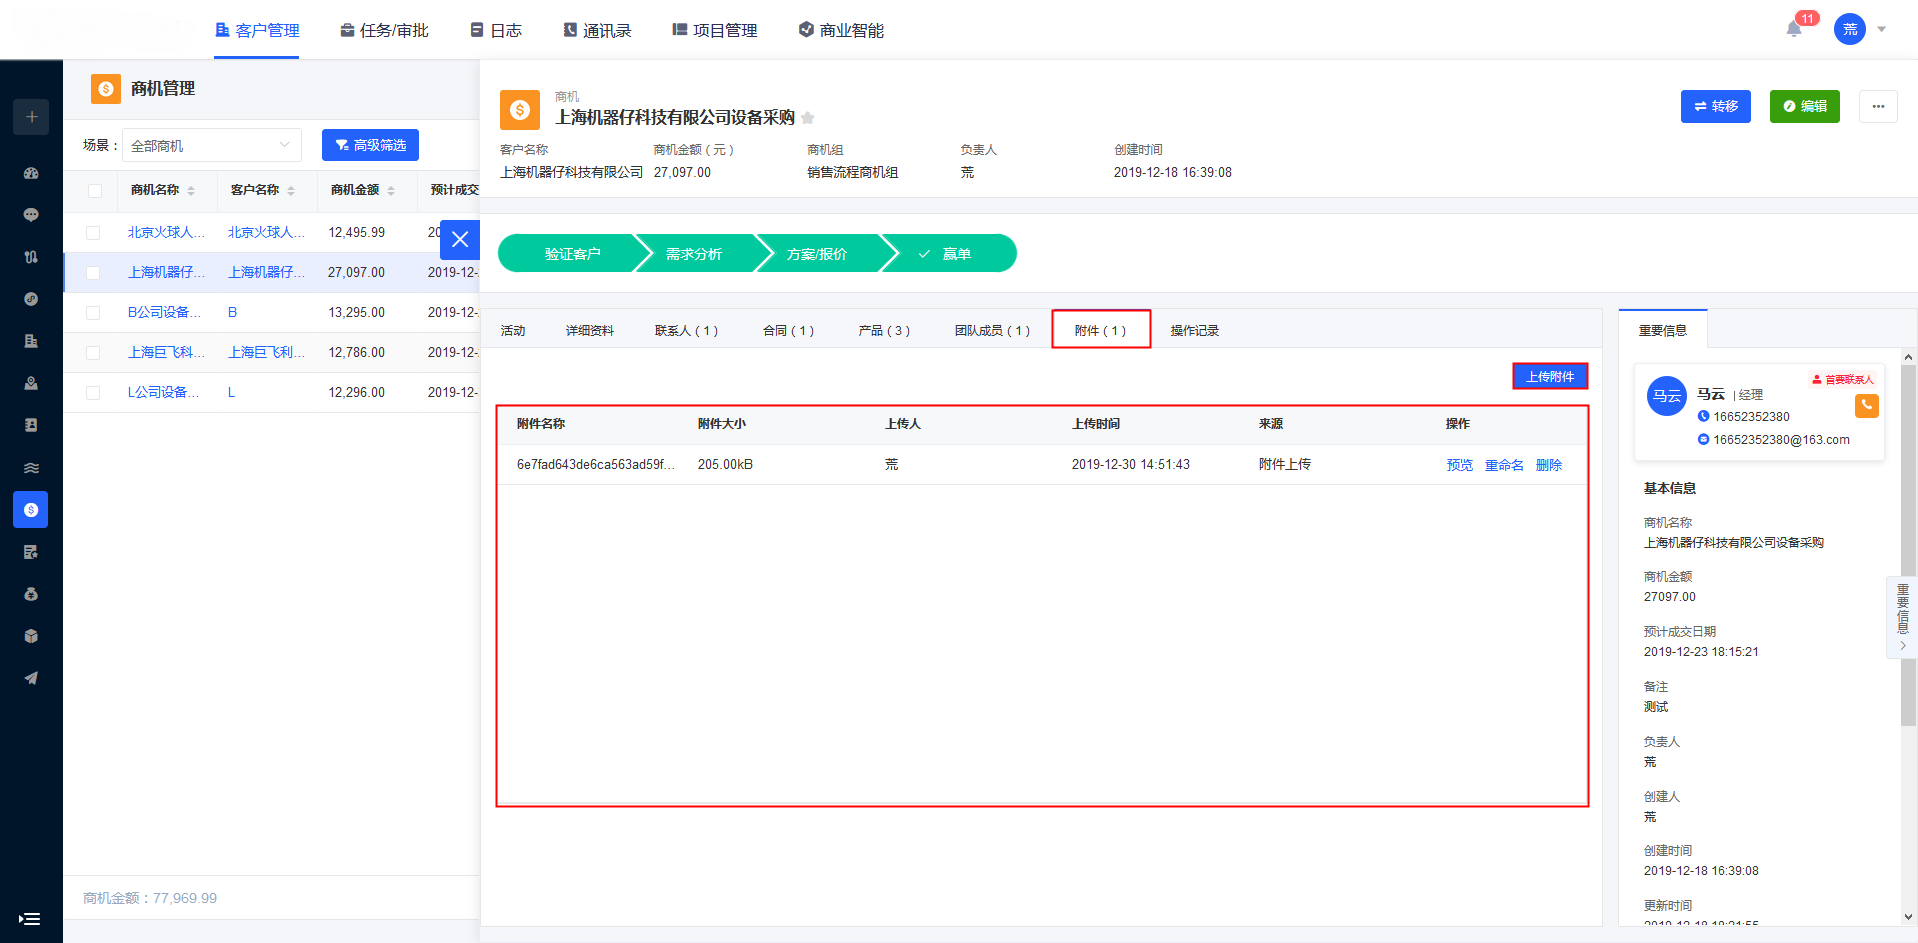 客户管理
任务/审批
日志
通讯录
项目管理
商业智能
11
荒
商机管理
场景：
全部商机
高级筛选
商机名称
客户名称
商机金额
预计成交
北京火球人...
北京火球人...
12,495.99
20
上海机器仔...
上海机器仔...
27,097.00
2019-12-
B公司设备...
B
13,295.00
2019-12-
上海巨飞科...
上海巨飞利...
12,786.00
2019-12-
L公司设备...
L
12,296.00
2019-12-
商机金额：77,969.99
商机
上海机器仔科技有限公司设备采购
转移
编辑
客户名称
商机金额（元）
商机组
负责人
创建时间
上海机器仔科技有限公司
27,097.00
销售流程商机组
荒
2019-12-18 16:39:08
验证客户
需求分析
方案/报价
赢单
活动
详细资料
联系人（1）
合同（1）
产品（3）
团队成员（1）
附件（1）
操作记录
上传附件
附件名称
附件大小
上传人
上传时间
来源
操作
6e7fad643de6ca563ad59f...
205.00kB
荒
2019-12-30 14:51:43
附件上传
预览
重命名
删除
重要信息
首要联系人
马云
马云 | 经理
16652352380
16652352380@163.com
基本信息
商机名称
上海机器仔科技有限公司设备采购
商机金额
27097.00
预计成交日期
2019-12-23 18:15:21
备注
测试
负责人
荒
创建人
荒
创建时间
2019-12-18 16:39:08
更新时间
重要信息